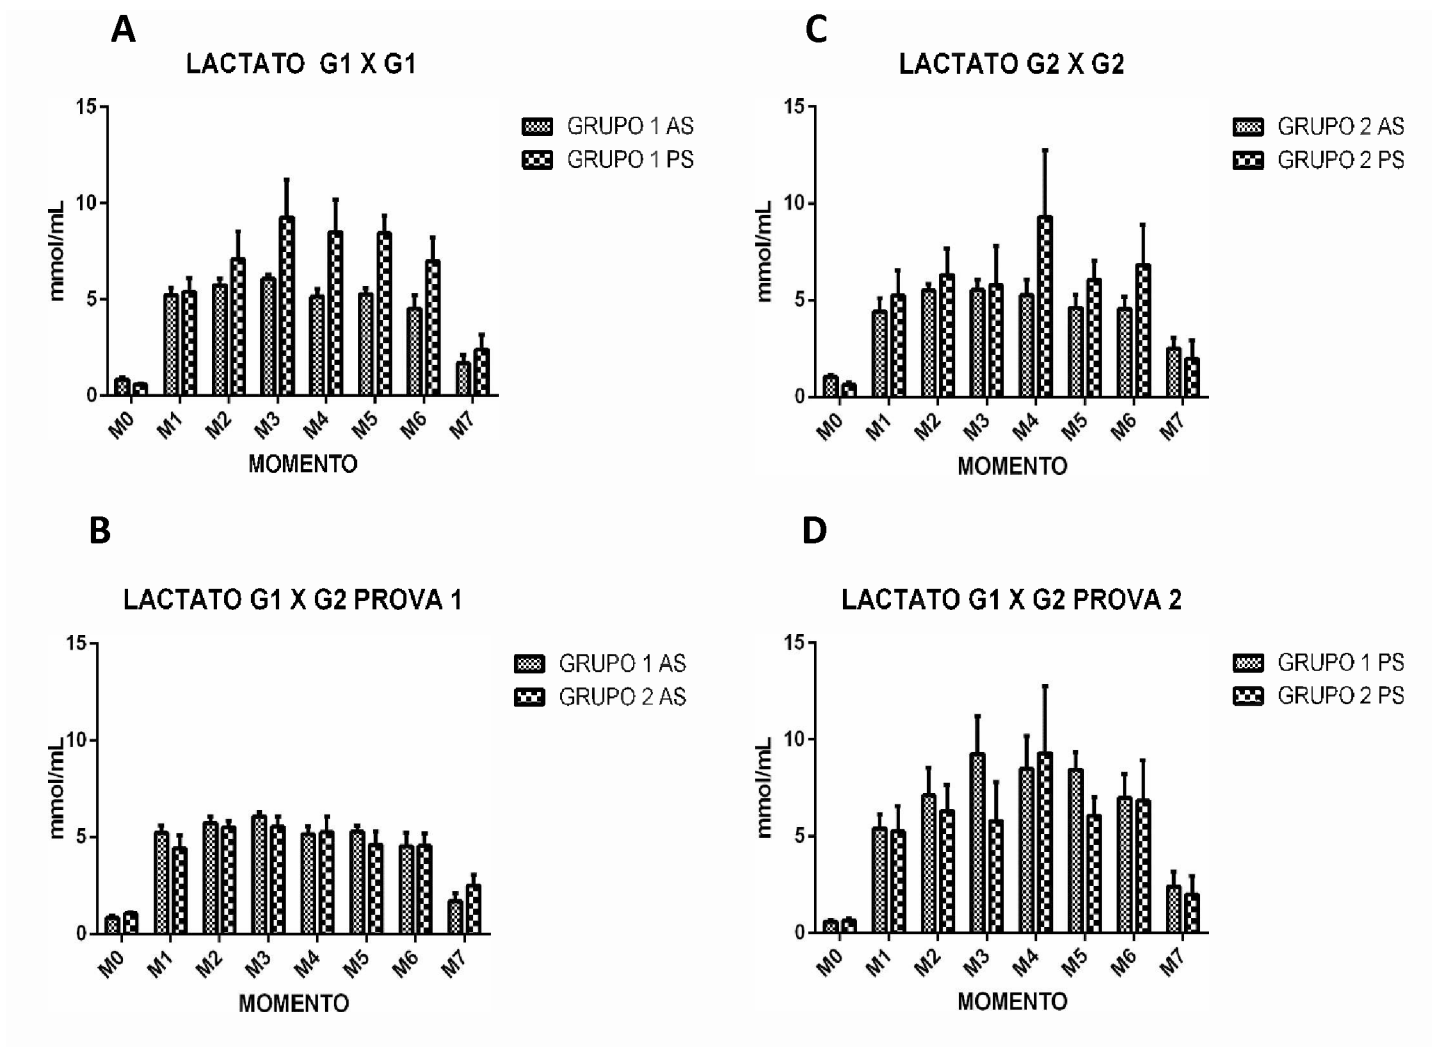 A
LACTATO G1 X G1
15
10
5
0
mmol/mL
M0 M1 M2 M3 M4 M5 M6 M7
MOMENTO
GRUPO 1 AS
GRUPO 1 PS
C
LACTATO G2 X G2
15
10
5
0
mmol/mL
M0 M1 M2 M3 M4 M5 M6 M7
MOMENTO
GRUPO 2 AS
GRUPO 2 PS
B
LACTATO G1 X G2 PROVA 1
15
10
5
0
mmol/mL
M0 M1 M2 M3 M4 M5 M6 M7
MOMENTO
GRUPO 1 AS
GRUPO 2 AS
D
LACTATO G1 X G2 PROVA 2
15
10
5
0
mmol/mL
M0 M1 M2 M3 M4 M5 M6 M7
MOMENTO
GRUPO 1 PS
GRUPO 2 PS